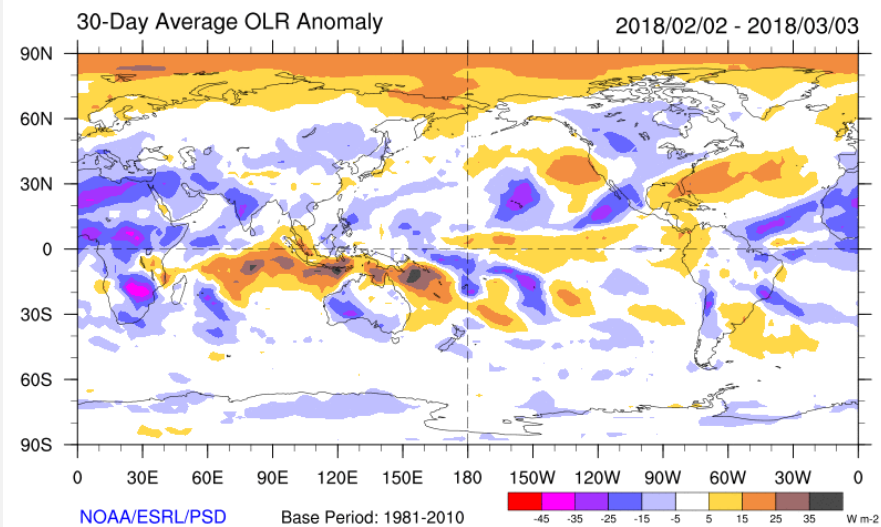 30-Day Average OLR Anomaly
2018/02/02 - 2018/03/03
90N
60N
30N
0
30S
60S
90S
0 30E 60E 90E 120E 150E 180 150W 120W 90W 60W 30W 0
NOAA/ESRL/PSD
Base Period: 1981-2010
-45 -35 -25 -15 -5 5 15 25 35 W m-2